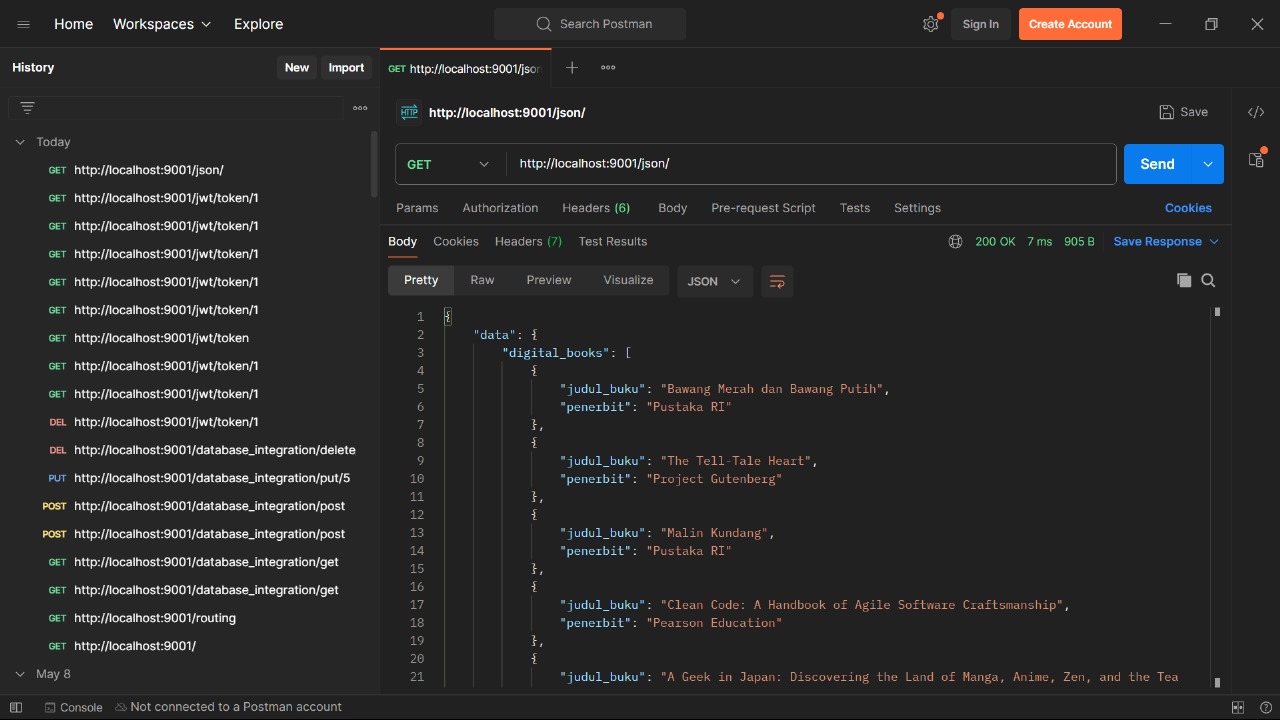 Home Workspaces Explore Search Postman Sign In Create Account
History New Import
GET http://localhost:9001/json
HTTP http://localhost:9001/json/ Save
Today
GET http://localhost:9001/json/
GET http://localhost:9001/jwt/token/1
GET http://localhost:9001/jwt/token/1
GET http://localhost:9001/jwt/token/1
GET http://localhost:9001/jwt/token/1
GET http://localhost:9001/jwt/token/1
GET http://localhost:9001/jwt/token
GET http://localhost:9001/jwt/token/1
GET http://localhost:9001/jwt/token/1
DEL http://localhost:9001/jwt/token/1
DEL http://localhost:9001/database_integration/delete
PUT http://localhost:9001/database_integration/put/5
POST http://localhost:9001/database_integration/post
POST http://localhost:9001/database_integration/post
GET http://localhost:9001/database_integration/get
GET http://localhost:9001/database_integration/get
GET http://localhost:9001/routing
GET http://localhost:9001/
May 8
GET http://localhost:9001/json/ Send
Params Authorization Headers (6) Body Pre-request Script Tests Settings Cookies
Body Cookies Headers (7) Test Results 200 OK 7 ms 905 B Save Response
Pretty Raw Preview Visualize JSON
1 {
2 "data": {
3 "digital_books": [
4 {
5 "judul_buku": "Bawang Merah dan Bawang Putih",
6 "penerbit": "Pustaka RI"
7 },
8 {
9 "judul_buku": "The Tell-Tale Heart",
10 "penerbit": "Project Gutenberg"
11 },
12 {
13 "judul_buku": "Malin Kundang",
14 "penerbit": "Pustaka RI"
15 },
16 {
17 "judul_buku": "Clean Code: A Handbook of Agile Software Craftsmanship",
18 "penerbit": "Pearson Education"
19 },
20 {
21 "judul_buku": "A Geek in Japan: Discovering the Land of Manga, Anime, Zen, and the Tea
Console Not connected to a Postman account